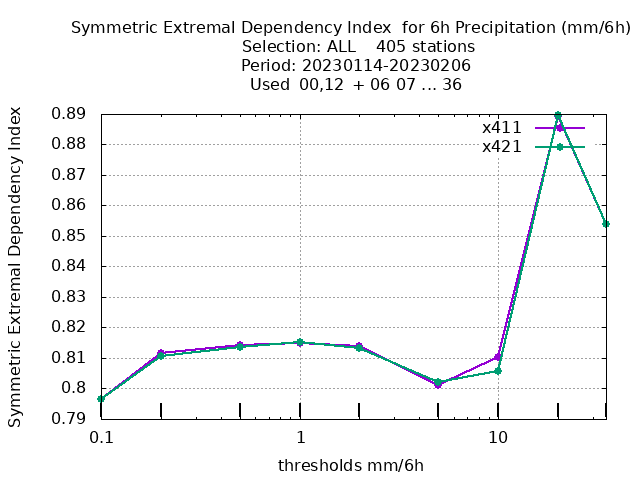 Symmetric Extremal Dependency Index  for 6h Precipitation (mm/6h)
Selection: ALL    405 stations
Period: 20230114-20230206
Used  00,12  + 06 07 ... 36
Symmetric Extremal Dependency Index
0.89
0.88
0.87
0.86
0.85
0.84
0.83
0.82
0.81
0.8
0.79
x411
x421
0.1
1
10
thresholds mm/6h